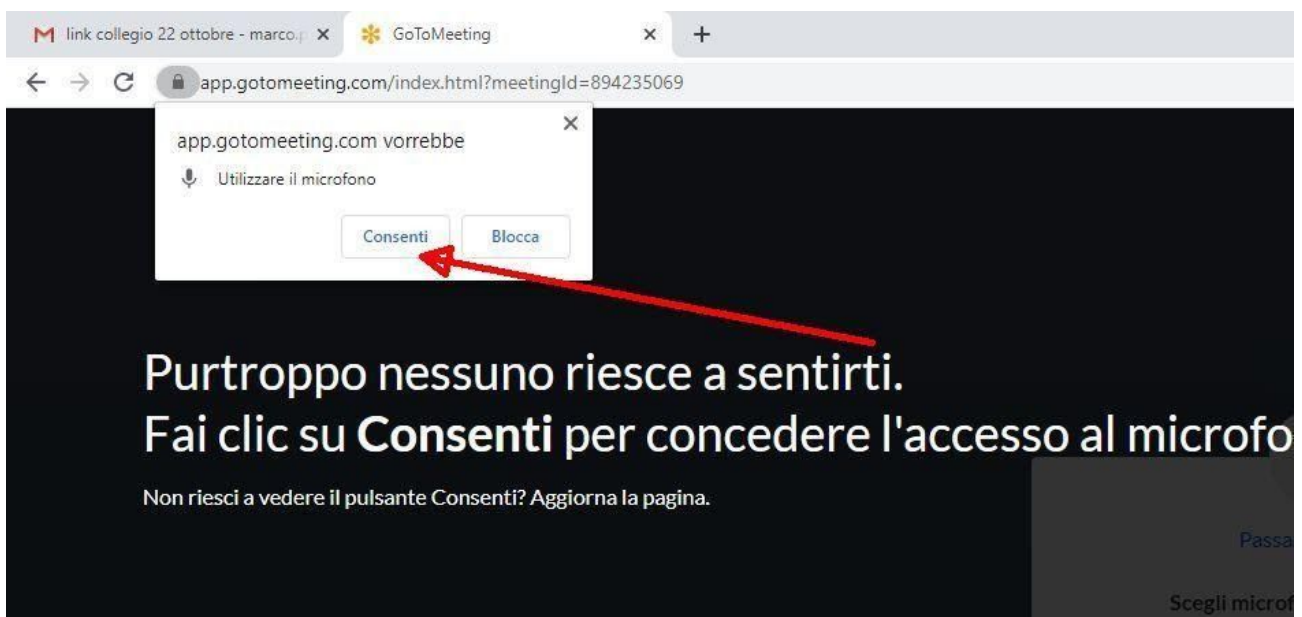 link collegio 22 ottobre - marco.p
GoToMeeting
app.gotomeeting.com/index.html?meetingId=894235069
app.gotomeeting.com vorrebbe
Utilizzare il microfono
Consenti
Blocca
Purtroppo nessuno riesce a sentirti.
Fai clic su Consenti per concedere l'accesso al microfo
Non riesci a vedere il pulsante Consenti? Aggiorna la pagina.
Passa
Scegli microf